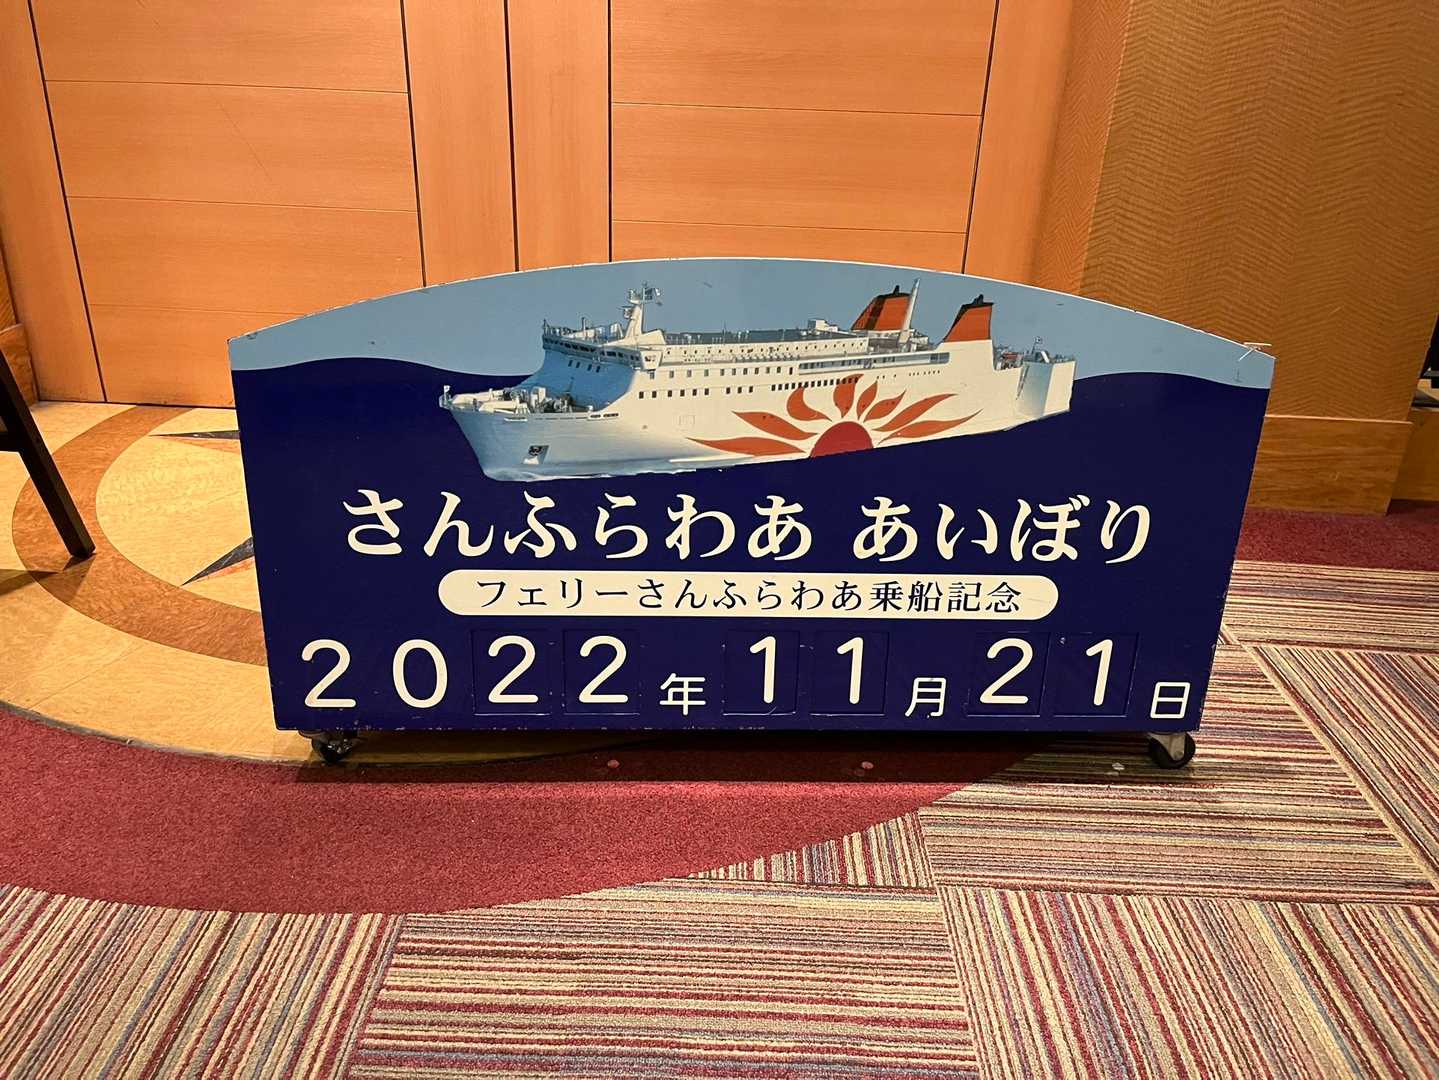 さんふらわあ あいぼり
フェリーさんふらわあ乗船記念
2022年 11月 21日